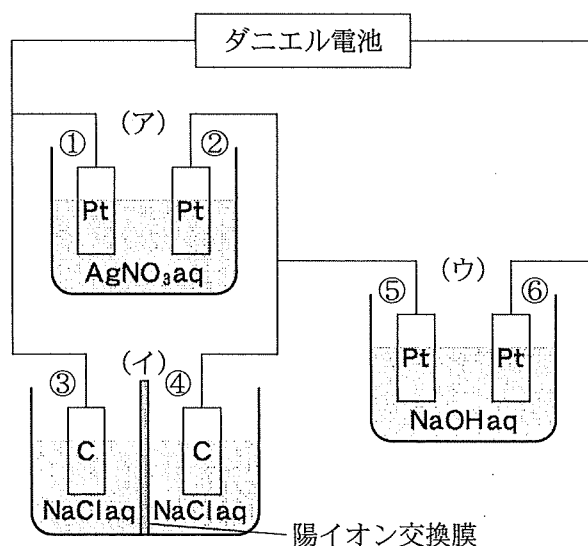 ダニエル電池
(ア)
① ②
Pt Pt
AgNO₃aq
(ウ)
⑤ ⑥
Pt Pt
NaOHaq
(イ)
③ ④
C C
NaClaq NaClaq
陽イオン交換膜